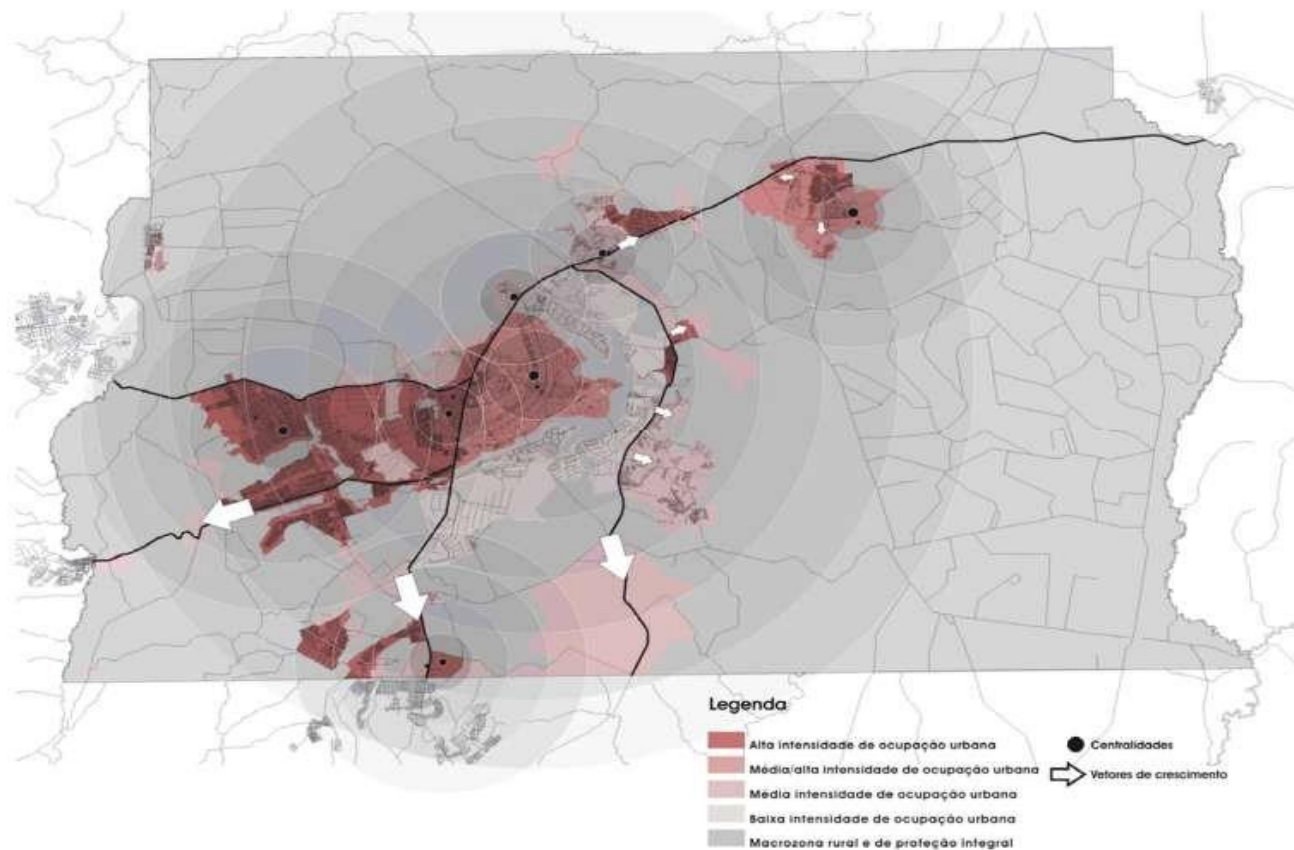 Legenda
Alta intensidade de ocupação urbana
Média/alta intensidade de ocupação urbana
Média intensidade de ocupação urbana
Baixa intensidade de ocupação urbana
Macrozona rural e de proteção integral
Centralidades
Vetores de crescimento